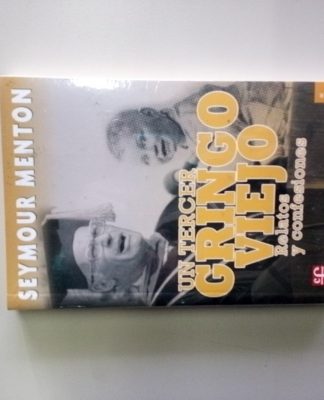 SEYMOUR MENTON
UN TERCER
GRINGO
VIEJO
Relatos
y confesiones